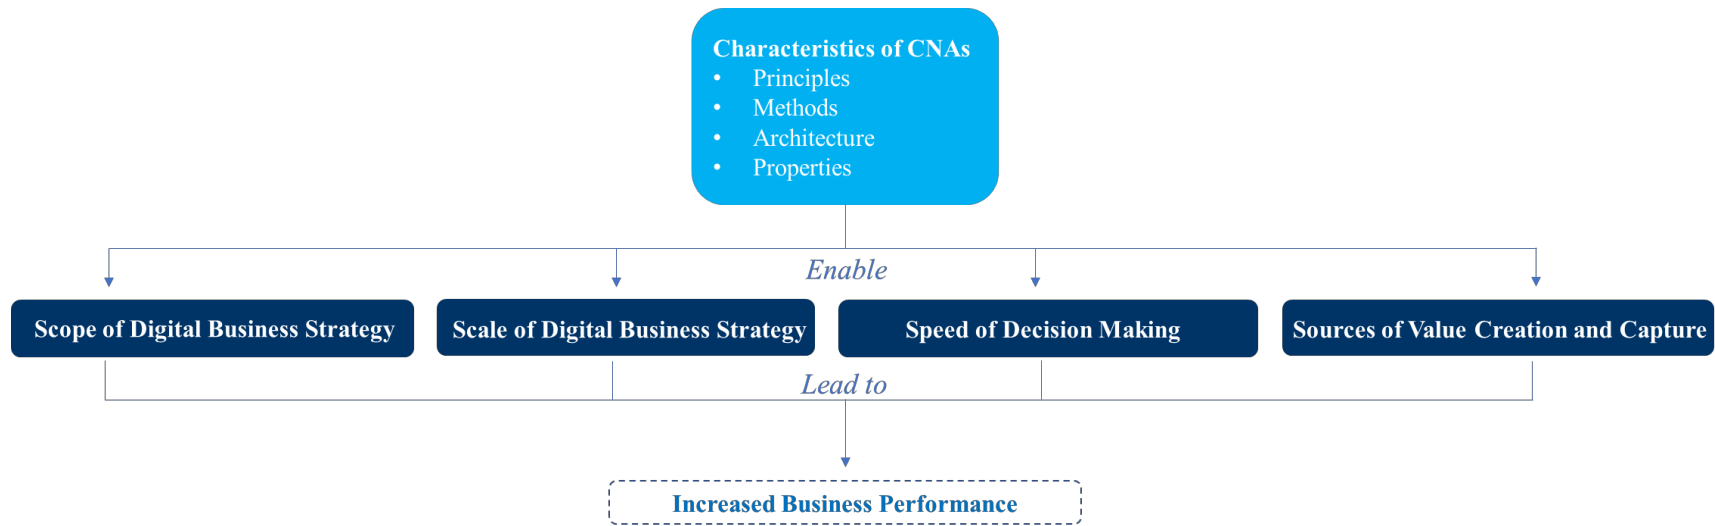 Characteristics of CNAs
• Principles
• Methods
• Architecture
• Properties
Enable
Scope of Digital Business Strategy
Scale of Digital Business Strategy
Speed of Decision Making
Sources of Value Creation and Capture
Lead to
Increased Business Performance